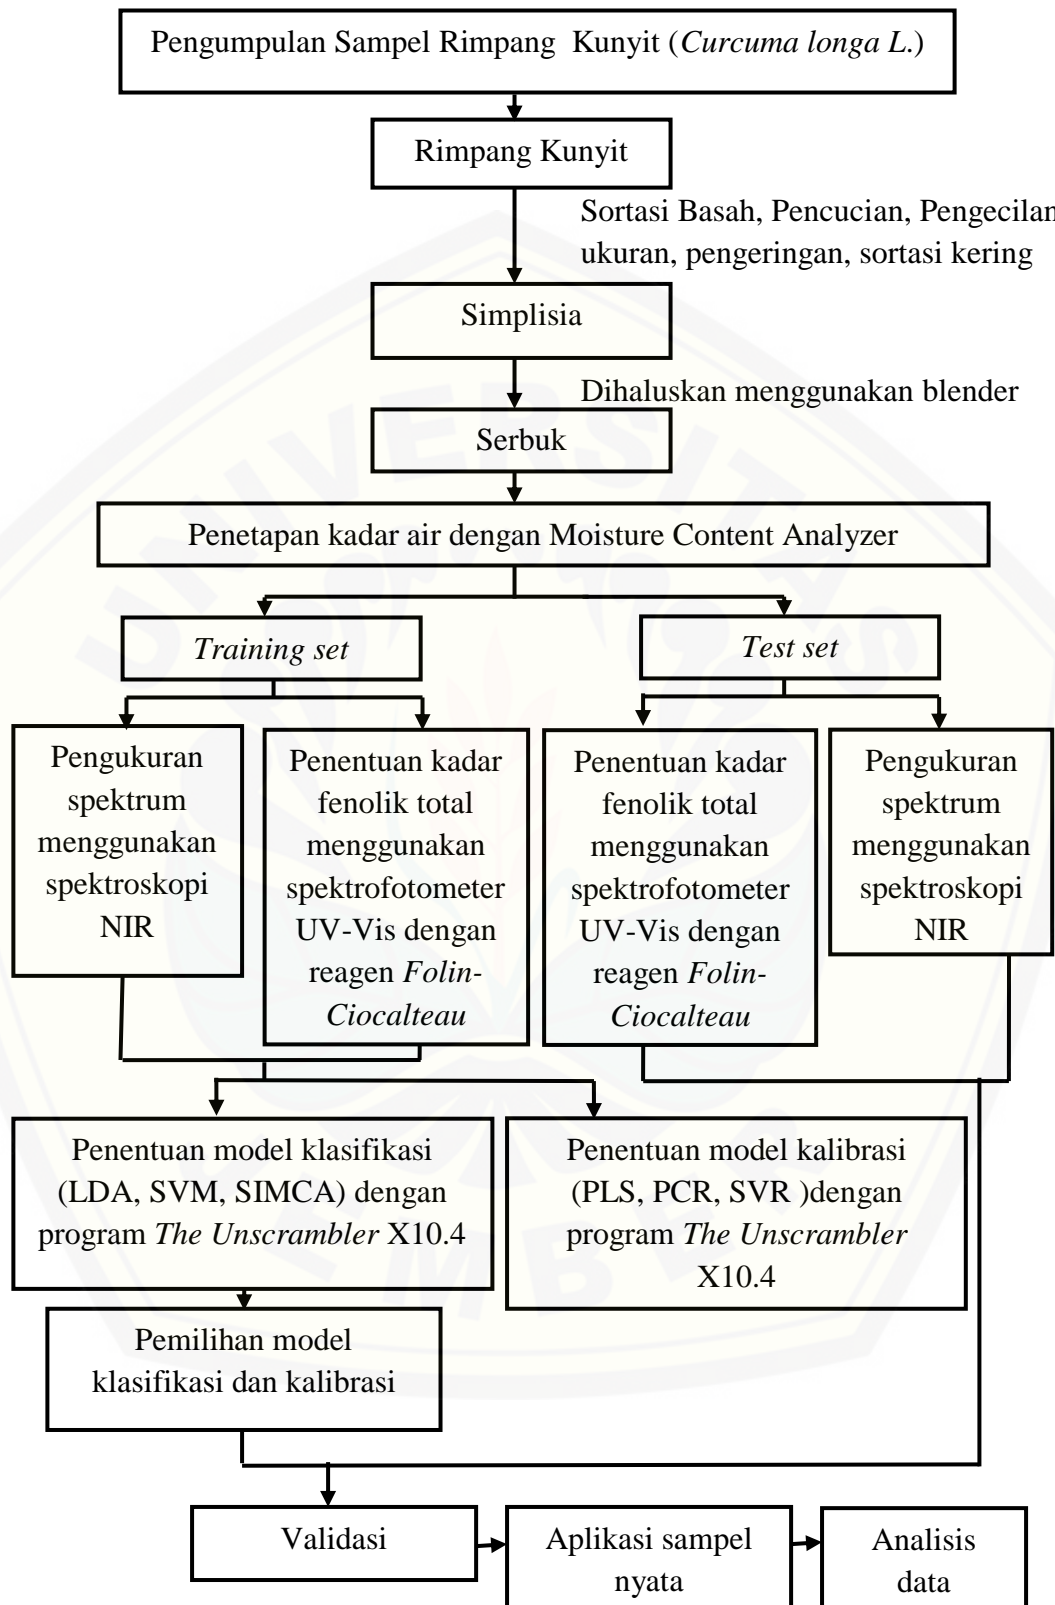 Pengumpulan Sampel Rimpang Kunyit (Curcuma longa L.)
Rimpang Kunyit
Sortasi Basah, Pencucian, Pengecilan
ukuran, pengeringan, sortasi kering
Simplisia
Dihaluskan menggunakan blender
Serbuk
Penetapan kadar air dengan Moisture Content Analyzer
Training set
Test set
Pengukuran
spektrum
menggunakan
spektroskopi
NIR
Penentuan kadar
fenolik total
menggunakan
spektrofotometer
UV-Vis dengan
reagen Folin-
Ciocalteau
Penentuan kadar
fenolik total
menggunakan
spektrofotometer
UV-Vis dengan
reagen Folin-
Ciocalteau
Pengukuran
spektrum
menggunakan
spektroskopi
NIR
Penentuan model klasifikasi
(LDA, SVM, SIMCA) dengan
program The Unscrambler X10.4
Penentuan model kalibrasi
(PLS, PCR, SVR )dengan
program The Unscrambler
X10.4
Pemilihan model
klasifikasi dan kalibrasi
Validasi
Aplikasi sampel
nyata
Analisis
data
UNIVERSITAS
JEMBER